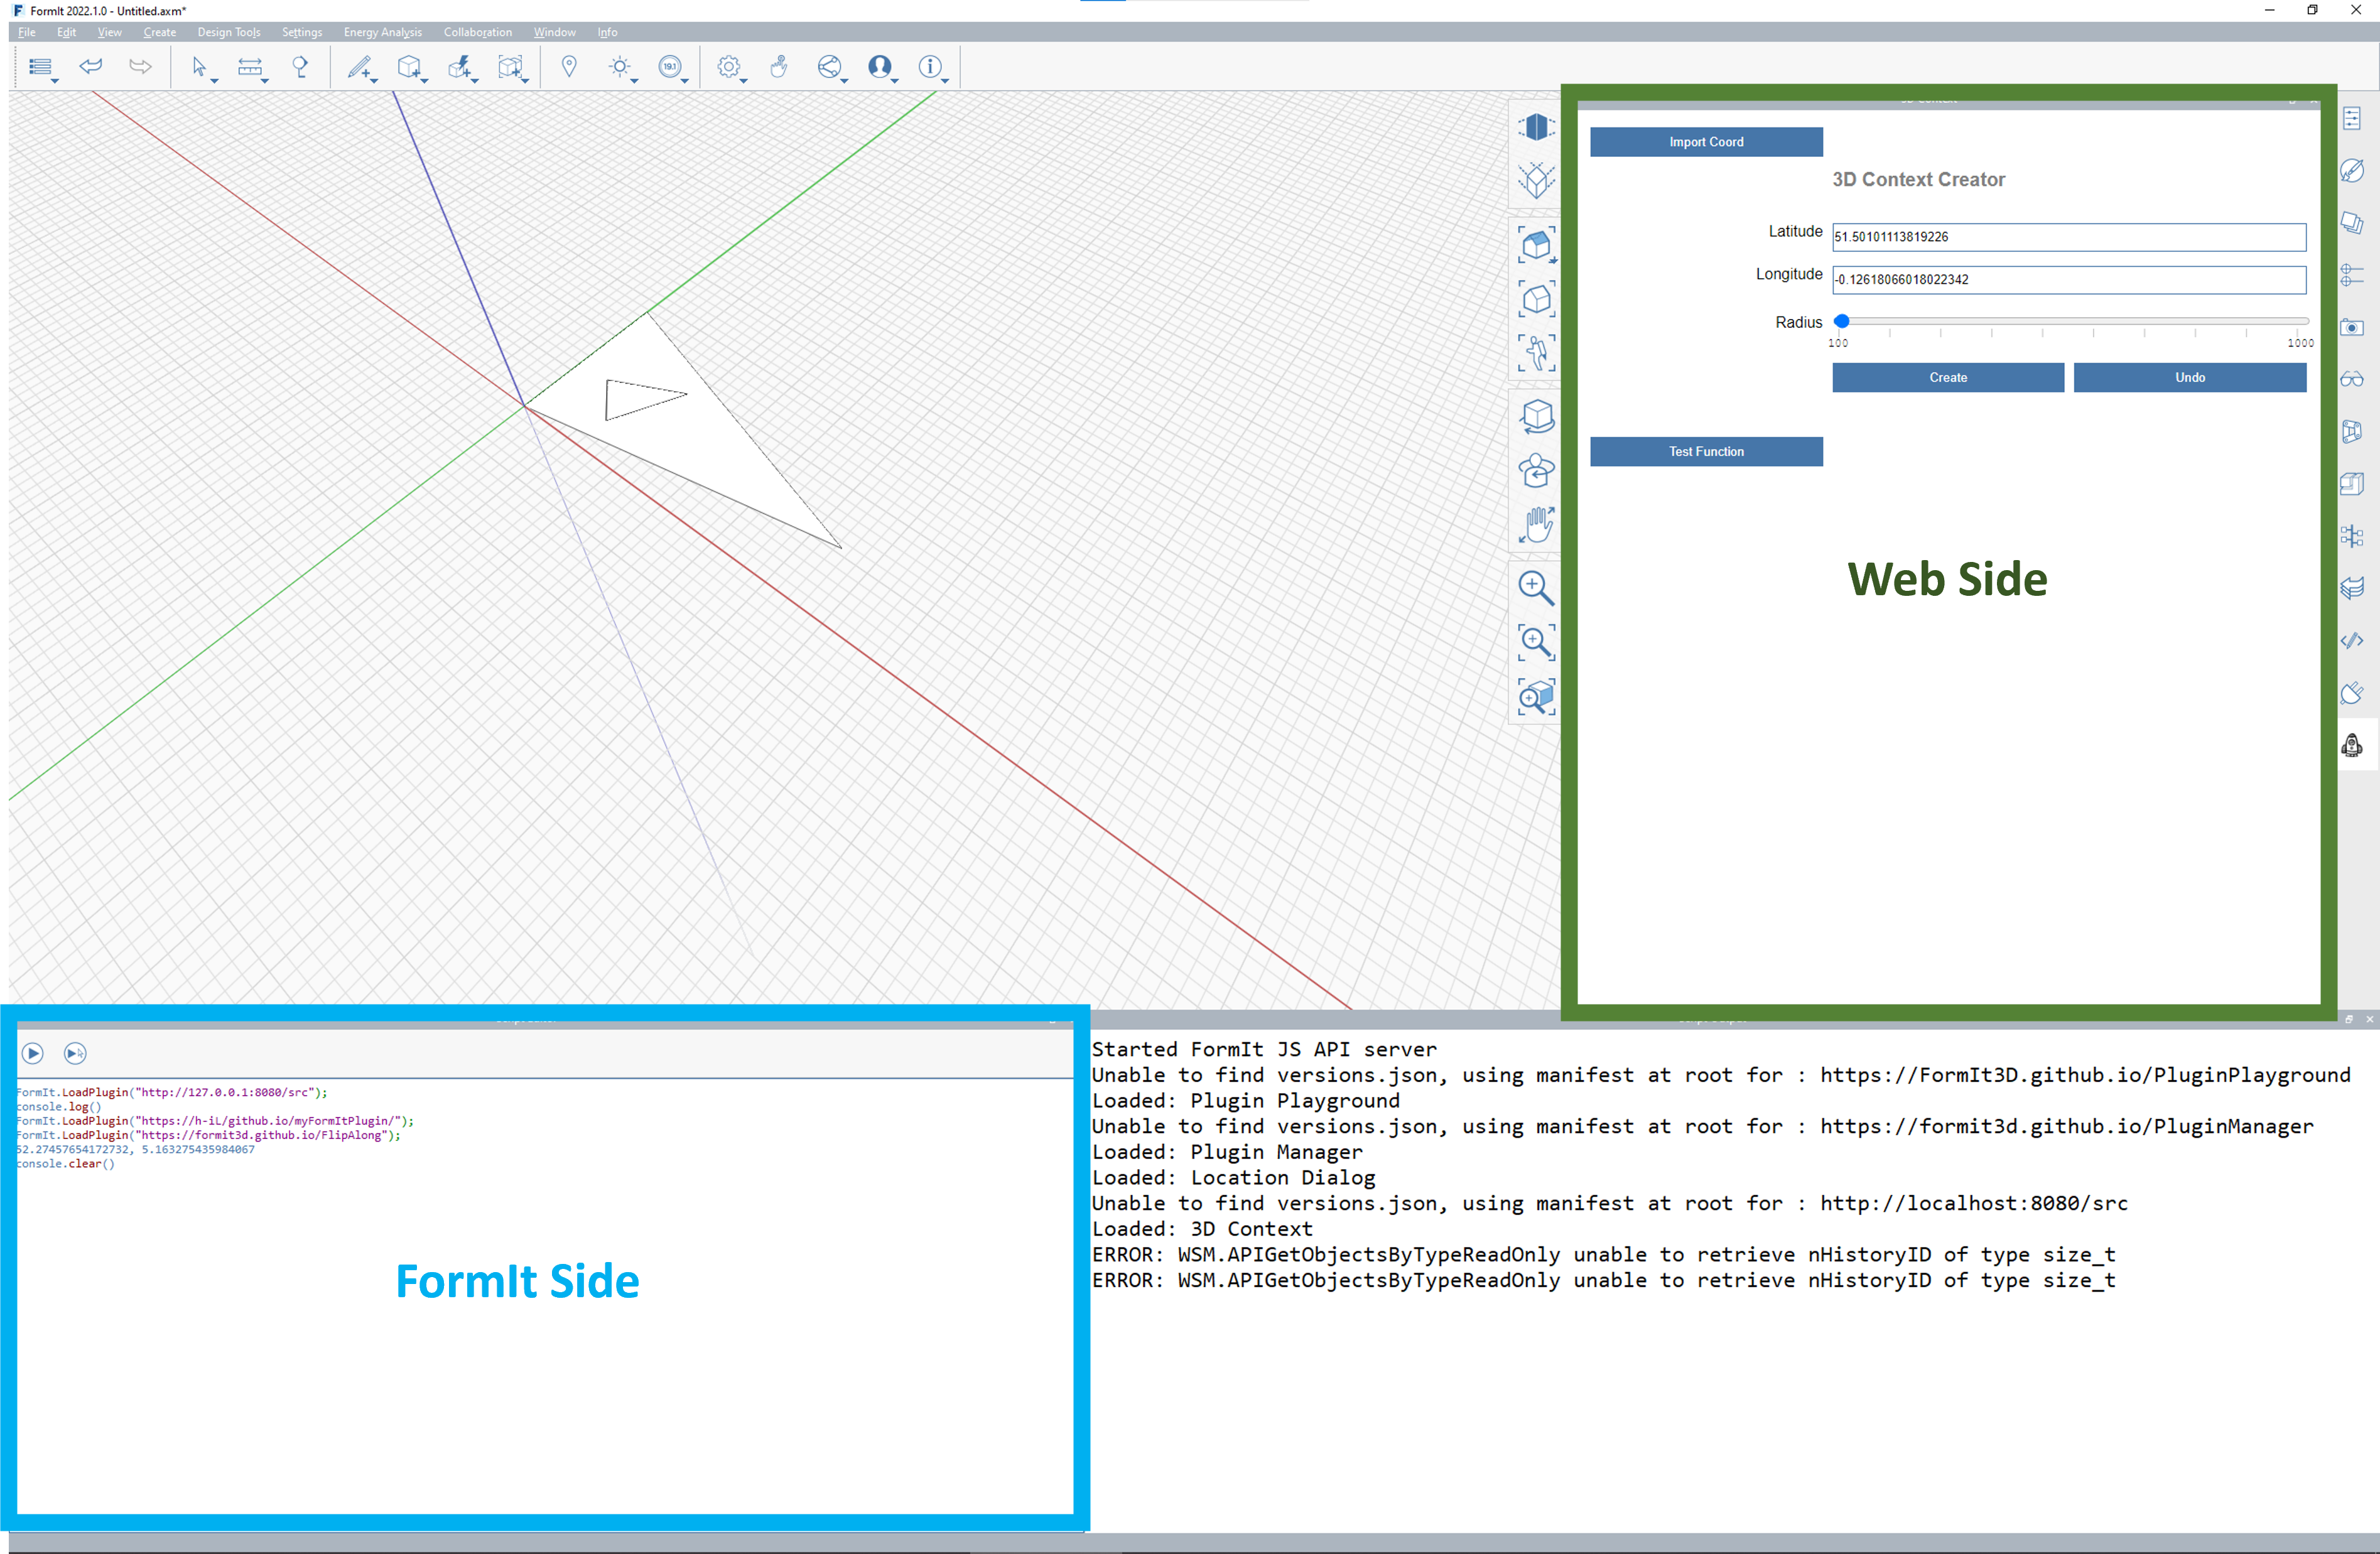 FormIt 2022.1.0 - Untitled.axm*
File Edit View Create Design Tools Settings Energy Analysis Collaboration Window Info
19.1
Import Coord
3D Context Creator
Latitude
51.50101113819226
Longitude
-0.12618066018022342
Radius
100
1000
Create
Undo
Test Function
Web Side
FormIt.LoadPlugin("http://127.0.0.1:8080/src");
console.log()
FormIt.LoadPlugin("https://h-iL/github.io/myFormItPlugin/");
FormIt.LoadPlugin("https://formit3d.github.io/FlipAlong");
52.27457654172732, 5.163275435984067
console.clear()
FormIt Side
Started FormIt JS API server
Unable to find versions.json, using manifest at root for : https://FormIt3D.github.io/PluginPlayground
Loaded: Plugin Playground
Unable to find versions.json, using manifest at root for : https://formit3d.github.io/PluginManager
Loaded: Plugin Manager
Loaded: Location Dialog
Unable to find versions.json, using manifest at root for : http://localhost:8080/src
Loaded: 3D Context
ERROR: WSM.APIGetObjectsByTypeReadOnly unable to retrieve nHistoryID of type size_t
ERROR: WSM.APIGetObjectsByTypeReadOnly unable to retrieve nHistoryID of type size_t